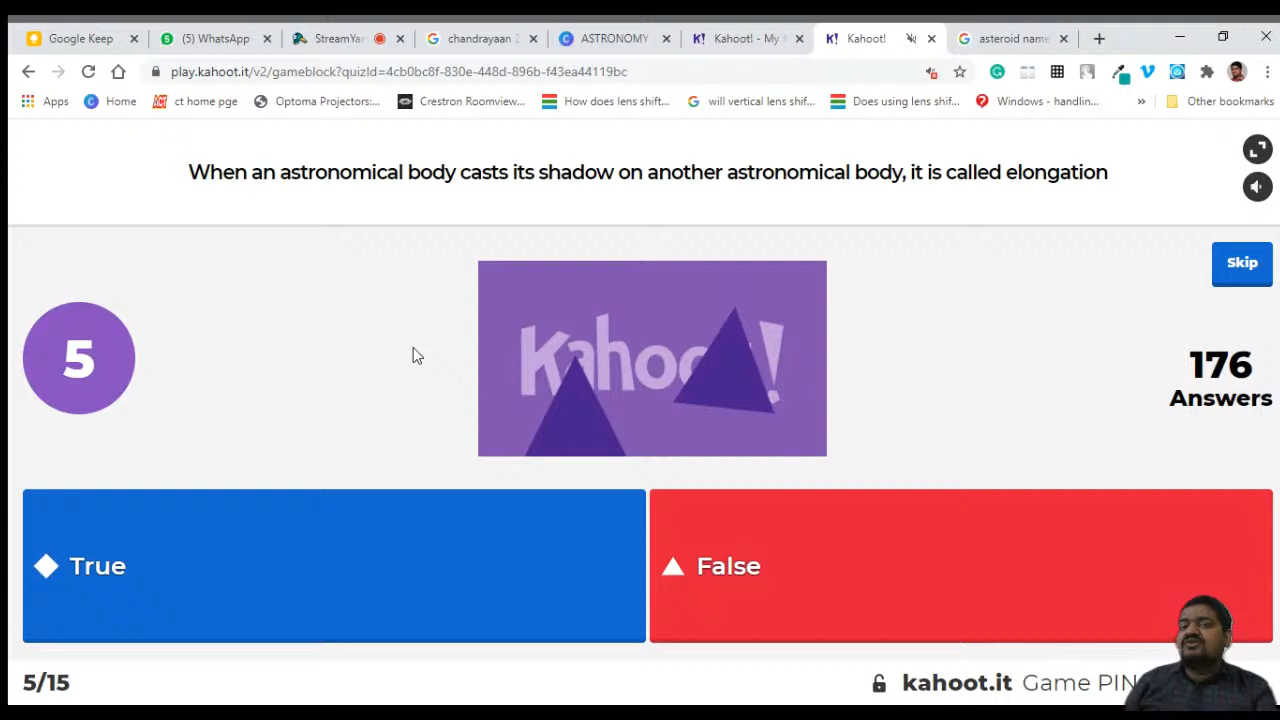 Google Keep
(5) WhatsApp
StreamYar
chandrayaan 2
ASTRONOMY
Kahoot! - My K
Kahoot!
asteroid name
play.kahoot.it/v2/gameblock?quizId=4cb0bc8f-830e-448d-896b-f43ea44119bc
Apps
Home
ct home pge
Optoma Projectors:...
Crestron Roomview...
How does lens shift...
will vertical lens shif...
Does using lens shif...
Windows - handlin...
»
Other bookmarks
When an astronomical body casts its shadow on another astronomical body, it is called elongation
Skip
5
Kahoot!
176
Answers
True
False
5/15
kahoot.it Game PIN